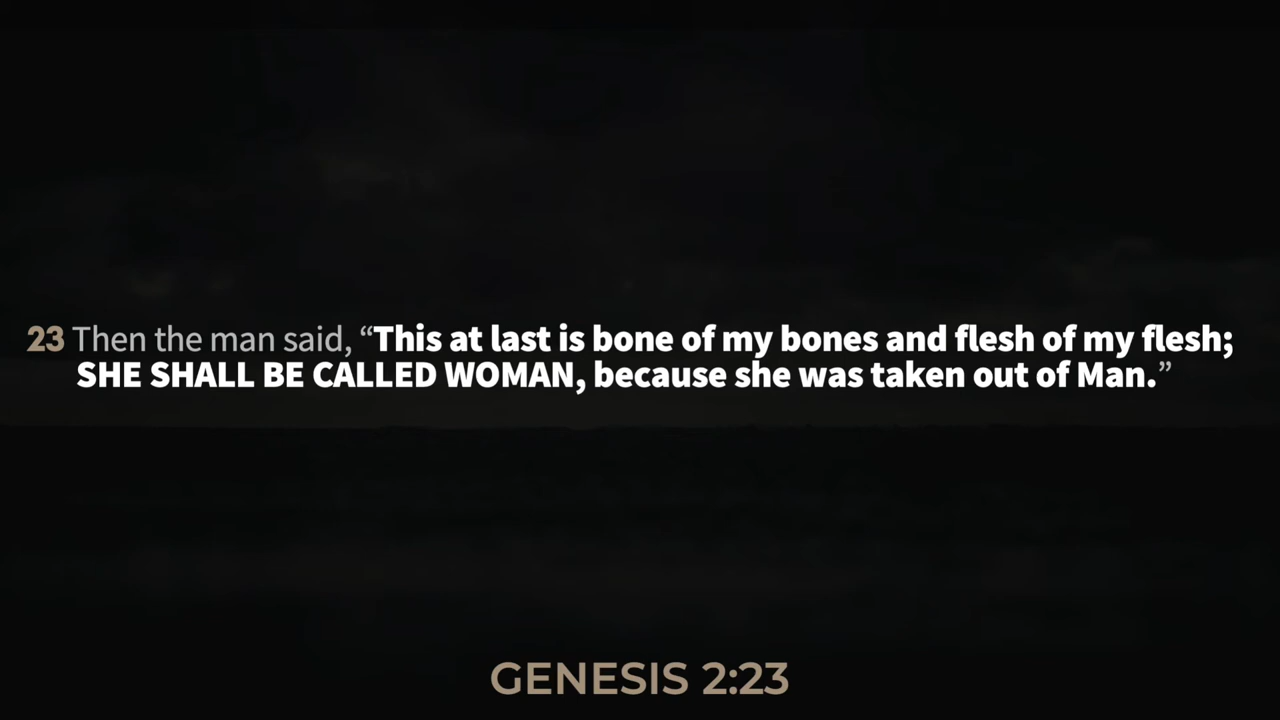 23 Then the man said, “This at last is bone of my bones and flesh of my flesh;
SHE SHALL BE CALLED WOMAN, because she was taken out of Man.”
GENESIS 2:23